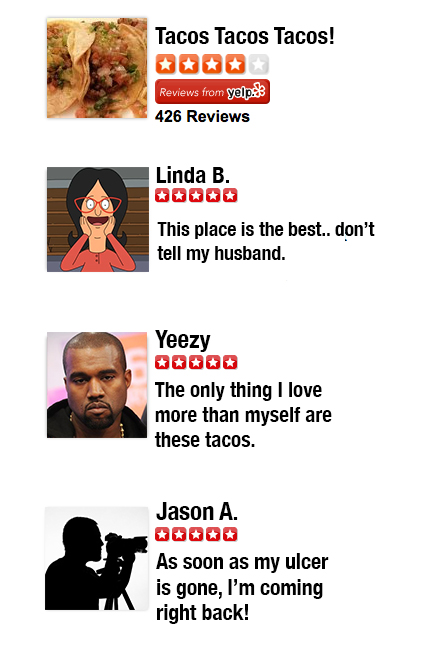 Tacos Tacos Tacos!
Reviews from yelp
426 Reviews
Linda B.
This place is the best.. don't
tell my husband.
Yeezy
The only thing I love
more than myself are
these tacos.
Jason A.
As soon as my ulcer
is gone, I'm coming
right back!